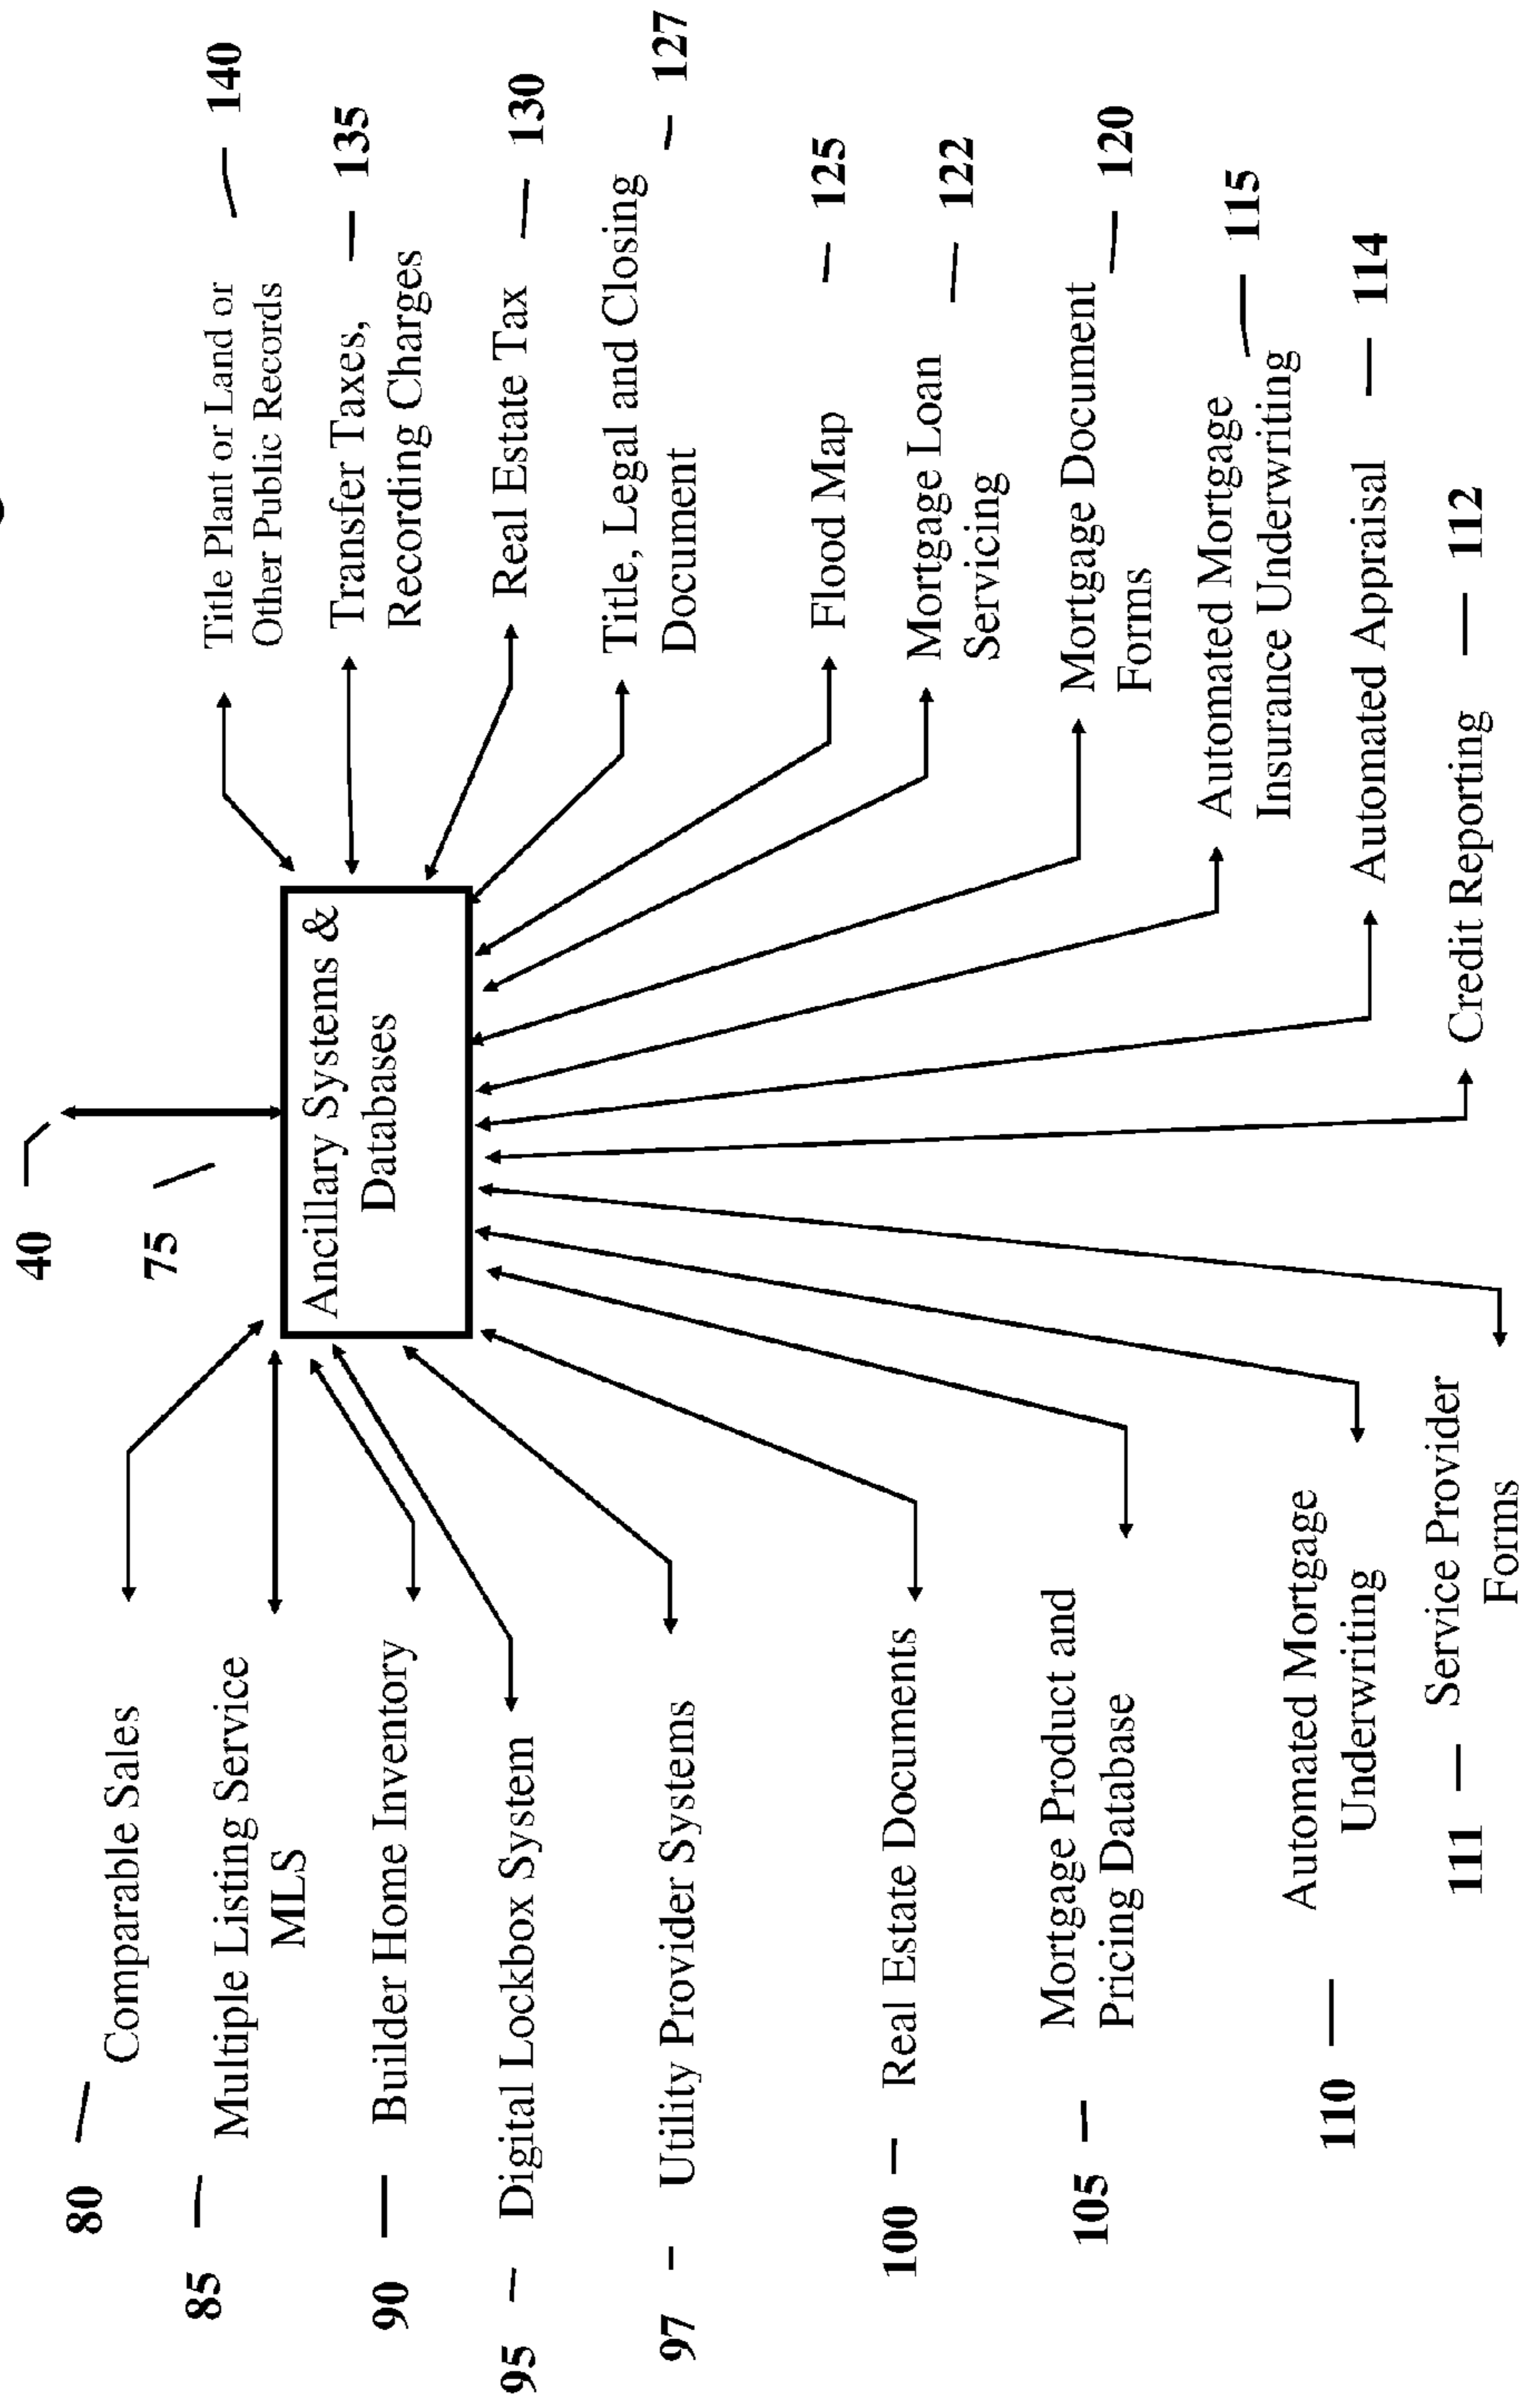 40
75
Ancillary Systems &
Databases
80
Comparable Sales
85
Multiple Listing Service
MLS
90
Builder Home Inventory
95
Digital Lockbox System
97
Utility Provider Systems
100
Real Estate Documents
105
Mortgage Product and
Pricing Database
110
Automated Mortgage
Underwriting
111
Service Provider
Forms
Title Plant or Land or
Other Public Records
140
Transfer Taxes,
Recording Charges
135
Real Estate Tax
130
Title, Legal and Closing
Document
127
Flood Map
125
Mortgage Loan
Servicing
122
Mortgage Document
Forms
120
Automated Mortgage
Insurance Underwriting
115
Automated Appraisal
114
Credit Reporting
112